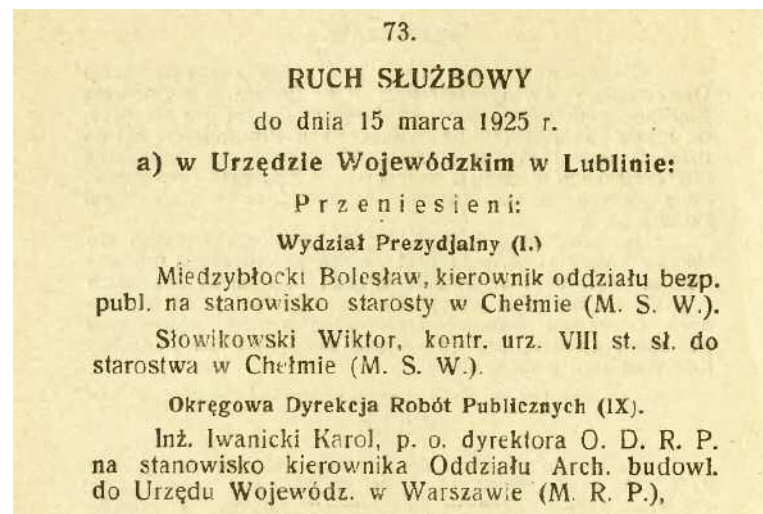 73.
RUCH SŁUŻBOWY
do dnia 15 marca 1925 r.
a) w Urzędzie Wojewódzkim w Lublinie:
Przeniesieni:
Wydział Prezydjalny (I.)
Miedzybłocki Bolesław, kierownik oddziału bezp.
publ. na stanowisko starosty w Chełmie (M. S. W.).
Słowikowski Wiktor, kontr. urz. VIII st. sł. do
starostwa w Chełmie (M. S. W.).
Okręgowa Dyrekcja Robót Publicznych (IX).
Inż. Iwanicki Karol, p. o. dyrektora O. D. R. P.
na stanowisko kierownika Oddziału Arch. budowl.
do Urzędu Wojewódz. w Warszawie (M. R. P.),